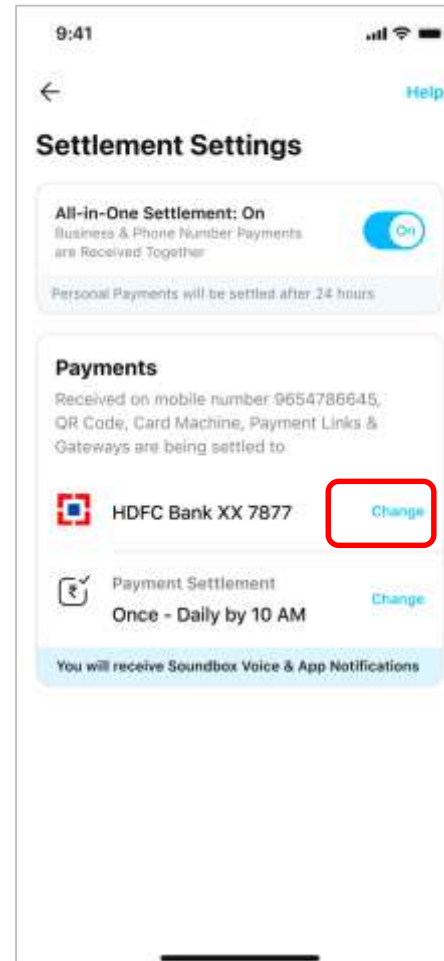 9:41
Help
Settlement Settings
All-in-One Settlement: On
Business & Phone Number Payments
are Received Together
On
Personal Payments will be settled after 24 hours
Payments
Received on mobile number 9654786645,
QR Code, Card Machine, Payment Links &
Gateways are being settled to
HDFC Bank XX 7877
Change
Payment Settlement
Once - Daily by 10 AM
Change
You will receive Soundbox Voice & App Notifications